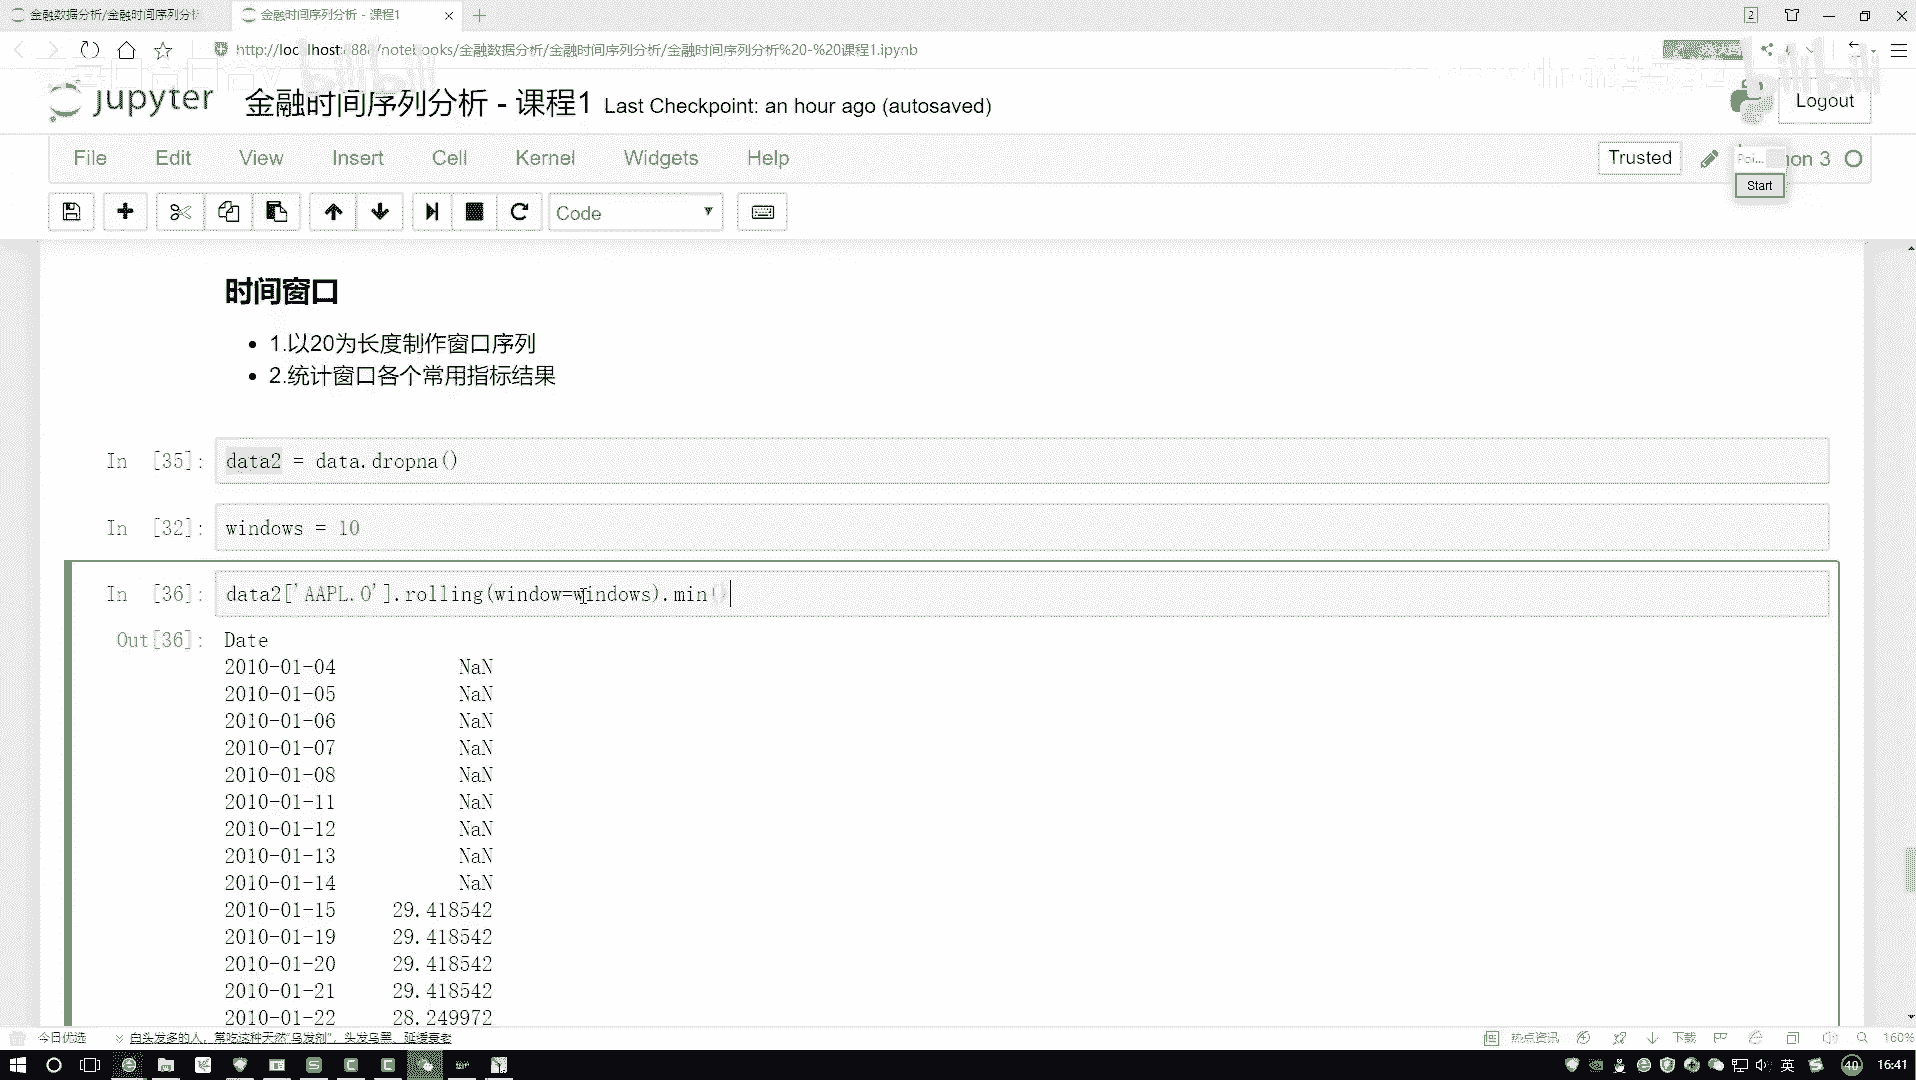 金融数据分析/金融时间序列分析
金融时间序列分析 - 课程1
2
http://localhost:888/notebooks/金融数据分析/金融时间序列分析/金融时间序列分析%20-%20课程1.ipynb
bilibili
bilibili
jupyter
金融时间序列分析 - 课程1 Last Checkpoint: an hour ago (autosaved)
Logout
File Edit View Insert Cell Kernel Widgets Help
Trusted
Poi...
hon 3
Start
Code
时间窗口
1.以20为长度制作窗口序列
2.统计窗口各个常用指标结果
In [35]: data2 = data.dropna()
In [32]: windows = 10
In [36]: data2['AAPL.O'].rolling(window=windows).min()
Out[36]: Date
2010-01-04 NaN
2010-01-05 NaN
2010-01-06 NaN
2010-01-07 NaN
2010-01-08 NaN
2010-01-11 NaN
2010-01-12 NaN
2010-01-13 NaN
2010-01-14 NaN
2010-01-15 29.418542
2010-01-19 29.418542
2010-01-20 29.418542
2010-01-21 29.418542
2010-01-22 28.249972
今日优选
白头发多的人，常吃这种天然"乌发剂"，头发乌黑、延缓衰老
热点资讯
下载
160%
英
40
16:41